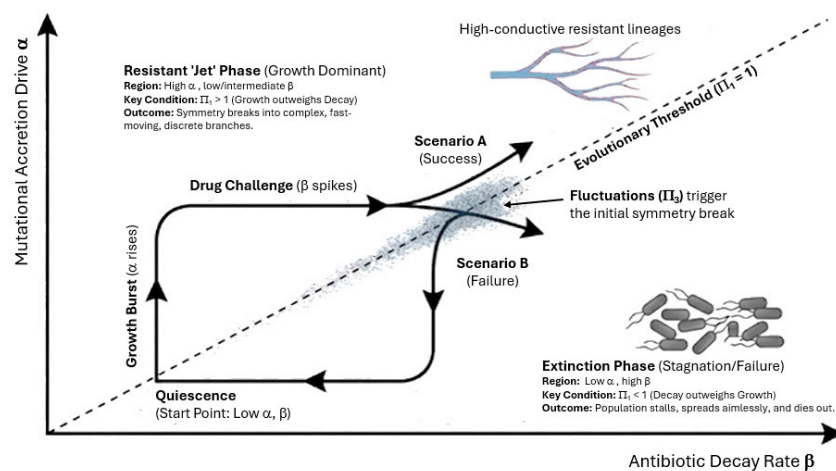 High-conductive resistant lineages
Resistant 'Jet' Phase (Growth Dominant)
Region: High α , low/intermediate β
Key Condition: Π₁ > 1 (Growth outweighs Decay)
Outcome: Symmetry breaks into complex, fast-
moving, discrete branches.
Mutational Accretion Drive α
Evolutionary Threshold (Π₁ = 1)
Scenario A
(Success)
Drug Challenge (β spikes)
Fluctuations (Π₃) trigger
the initial symmetry break
Growth Burst (α rises)
Scenario B
(Failure)
Extinction Phase (Stagnation/Failure)
Region: Low α , high β
Key Condition: Π₁ < 1 (Decay outweighs Growth)
Outcome: Population stalls, spreads aimlessly, and dies out.
Quiescence
(Start Point: Low α, β)
Antibiotic Decay Rate β